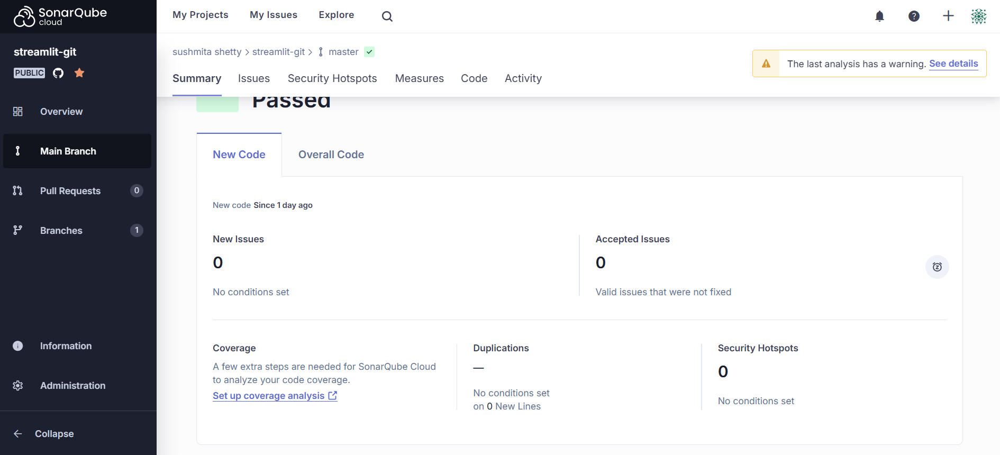 SonarQube
cloud
My Projects
My Issues
Explore
streamlit-git
PUBLIC
Overview
Main Branch
Pull Requests
0
Branches
1
Information
Administration
Collapse
sushmita shetty > streamlit-git > master
The last analysis has a warning. See details
Summary
Issues
Security Hotspots
Measures
Code
Activity
Passed
New Code
Overall Code
New code Since 1 day ago
New Issues
0
No conditions set
Accepted Issues
0
Valid issues that were not fixed
Coverage
A few extra steps are needed for SonarQube Cloud
to analyze your code coverage.
Set up coverage analysis
Duplications
—
No conditions set
on 0 New Lines
Security Hotspots
0
No conditions set